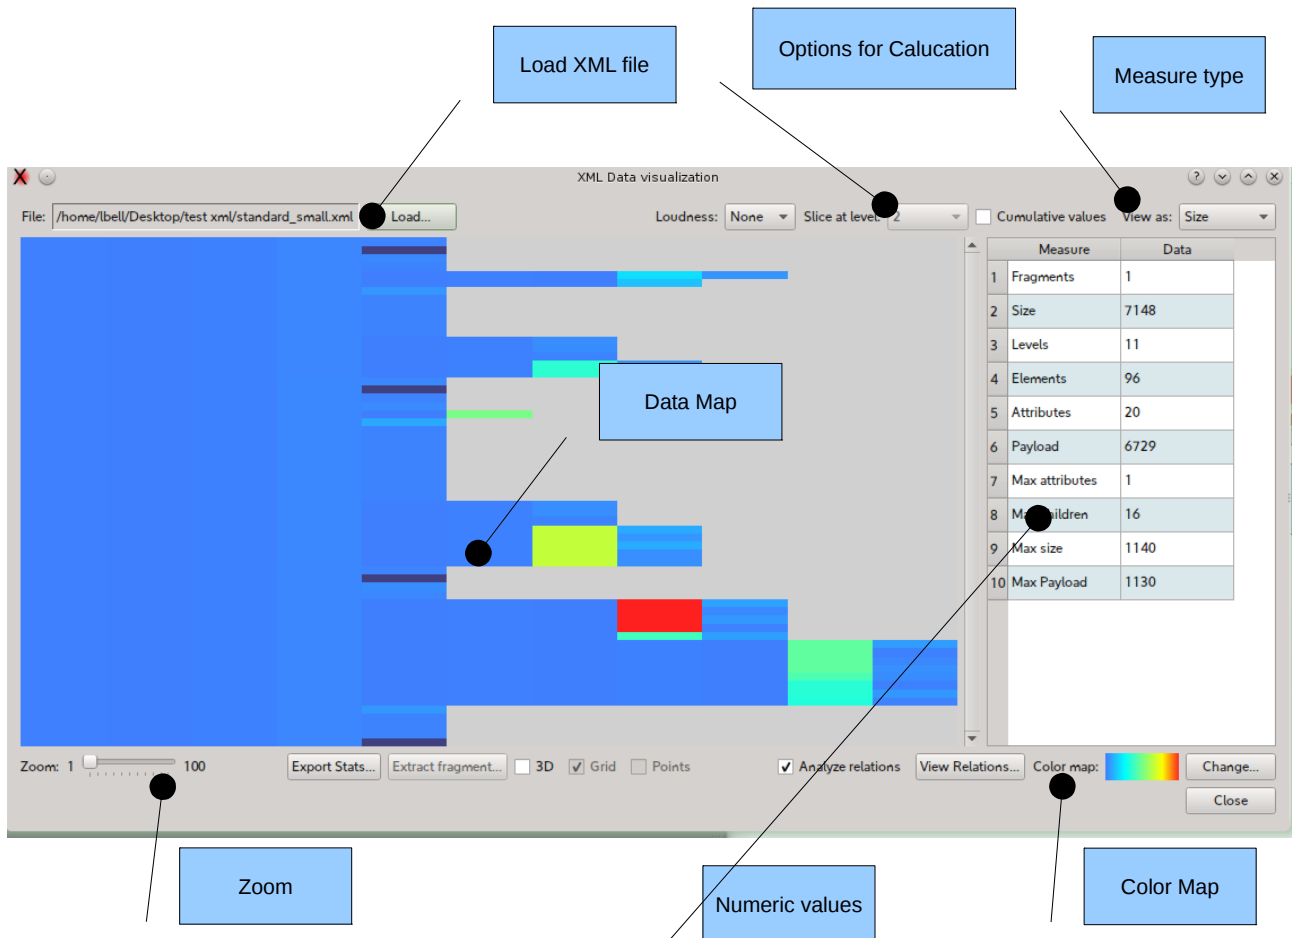 Load XML file
Options for Calucation
Measure type
XML Data visualization
File: /home/lbell/Desktop/test xml/standard_small.xml Load... Loudness: None Slice at level: 2 Cumulative values View as: Size
Measure Data
1 Fragments 1
2 Size 7148
3 Levels 11
4 Elements 96
5 Attributes 20
6 Payload 6729
7 Max attributes 1
8 Max children 16
9 Max size 1140
10 Max Payload 1130
Data Map
Zoom: 1 100 Export Stats... Extract fragment... 3D Grid Points Analyze relations View Relations... Color map: Change...
Close
Zoom
Numeric values
Color Map